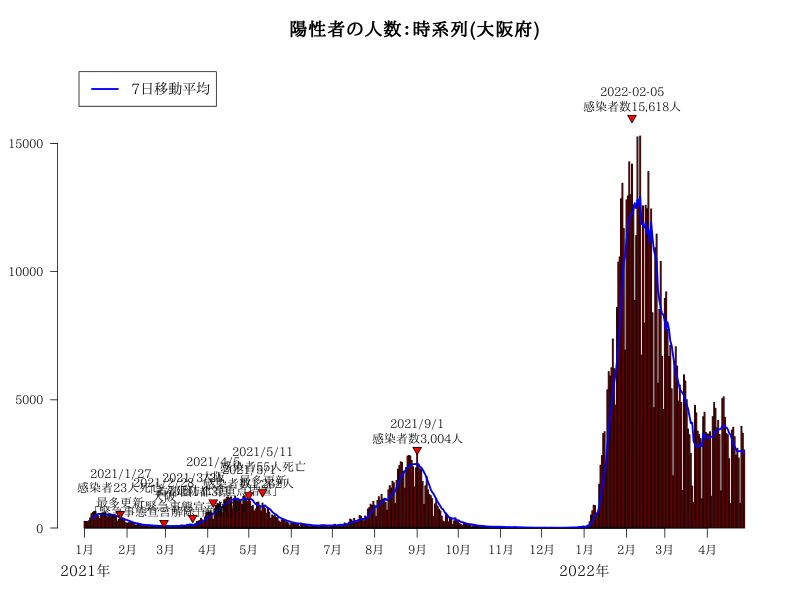 陽性者の人数:時系列(大阪府)
7日移動平均
2022-02-05
感染者数15,618人
15000
10000
5000
0
2021/9/1
感染者数3,004人
2021/5/11
感染者55人死亡
最多更新
2021/1/27
感染者23人死亡
最多更新
1月
2月
3月
4月
5月
6月
7月
8月
9月
10月
11月
12月
1月
2月
3月
4月
2021年
2022年